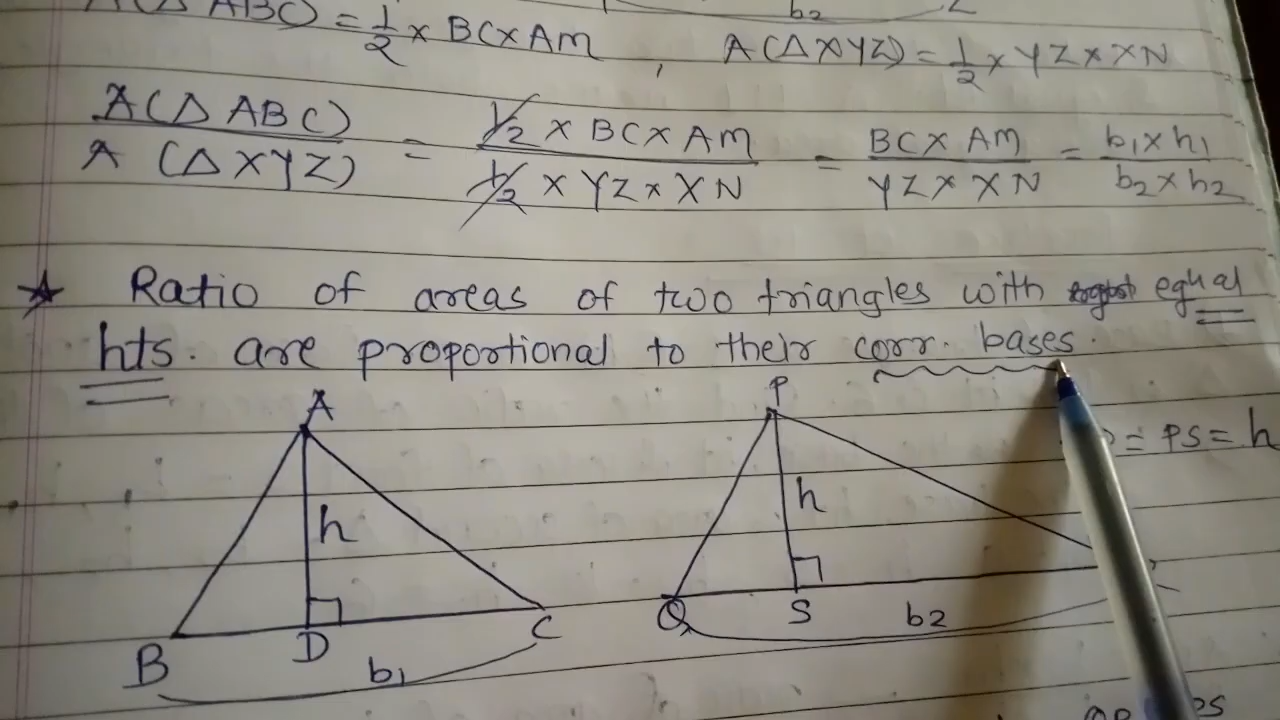 A(△ABC) = 1/2 × BC × AM , A(△XYZ) = 1/2 × YZ × XN
b2
A(△ABC) / A(△XYZ) = 1/2 × BC × AM / 1/2 × YZ × XN = BC × AM / YZ × XN = b1 × h1 / b2 × h2
★ Ratio of areas of two triangles with equal
hts. are proportional to their corr. bases.
A P
= PS = h
h h
B D C Q S
b1 b2